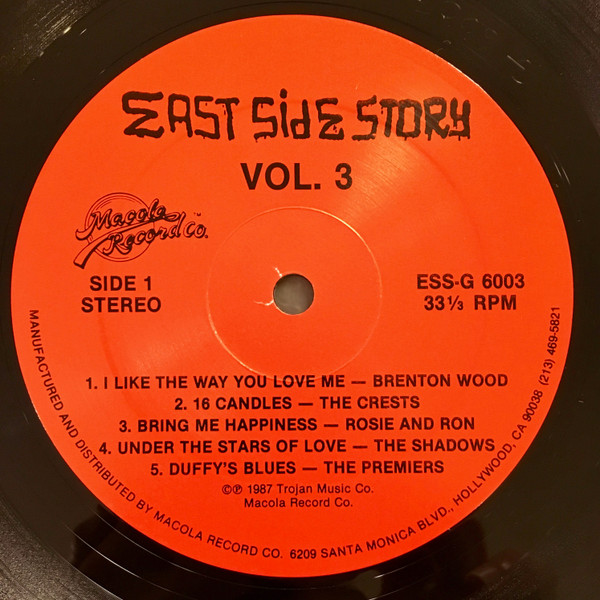 EAST SidE STORY
VOL. 3
Macola
Record Co.
TM
SIDE 1
STEREO
ESS-G 6003
33 1/3 RPM
1. I LIKE THE WAY YOU LOVE ME — BRENTON WOOD
2. 16 CANDLES — THE CRESTS
3. BRING ME HAPPINESS — ROSIE AND RON
4. UNDER THE STARS OF LOVE — THE SHADOWS
5. DUFFY'S BLUES — THE PREMIERS
©℗ 1987 Trojan Music Co.
Macola Record Co.
MANUFACTURED AND DISTRIBUTED BY MACOLA RECORD CO. 6209 SANTA MONICA BLVD., HOLLYWOOD, CA 90038 (213) 469-5821